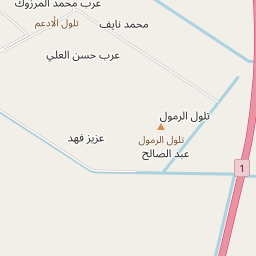 عرب محمد المرزوك
تلول الأدعم
محمد نايف
عرب حسن العلي
تلول الرمول
تلول الرمول
عزيز فهد
عبد الصالح
1